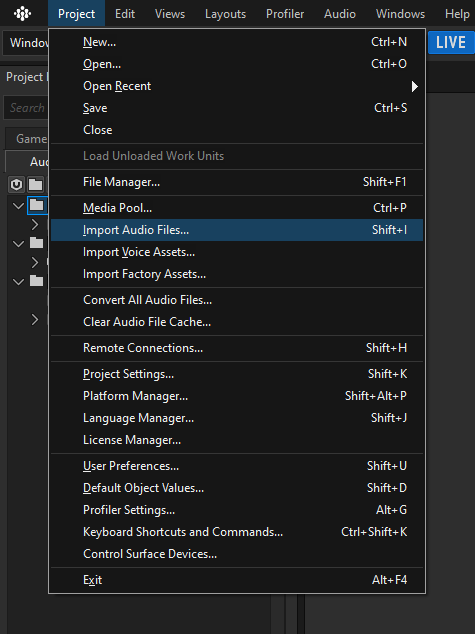 Project Edit Views Layouts Profiler Audio Windows Help
Window
LIVE
Project
Search
Game
Au
New... Ctrl+N
Open... Ctrl+O
Open Recent
Save Ctrl+S
Close
Load Unloaded Work Units
File Manager... Shift+F1
Media Pool... Ctrl+P
Import Audio Files... Shift+I
Import Voice Assets...
Import Factory Assets...
Convert All Audio Files...
Clear Audio File Cache...
Remote Connections... Shift+H
Project Settings... Shift+K
Platform Manager... Shift+Alt+P
Language Manager... Shift+J
License Manager...
User Preferences... Shift+U
Default Object Values... Shift+D
Profiler Settings... Alt+G
Keyboard Shortcuts and Commands... Ctrl+Shift+K
Control Surface Devices...
Exit Alt+F4